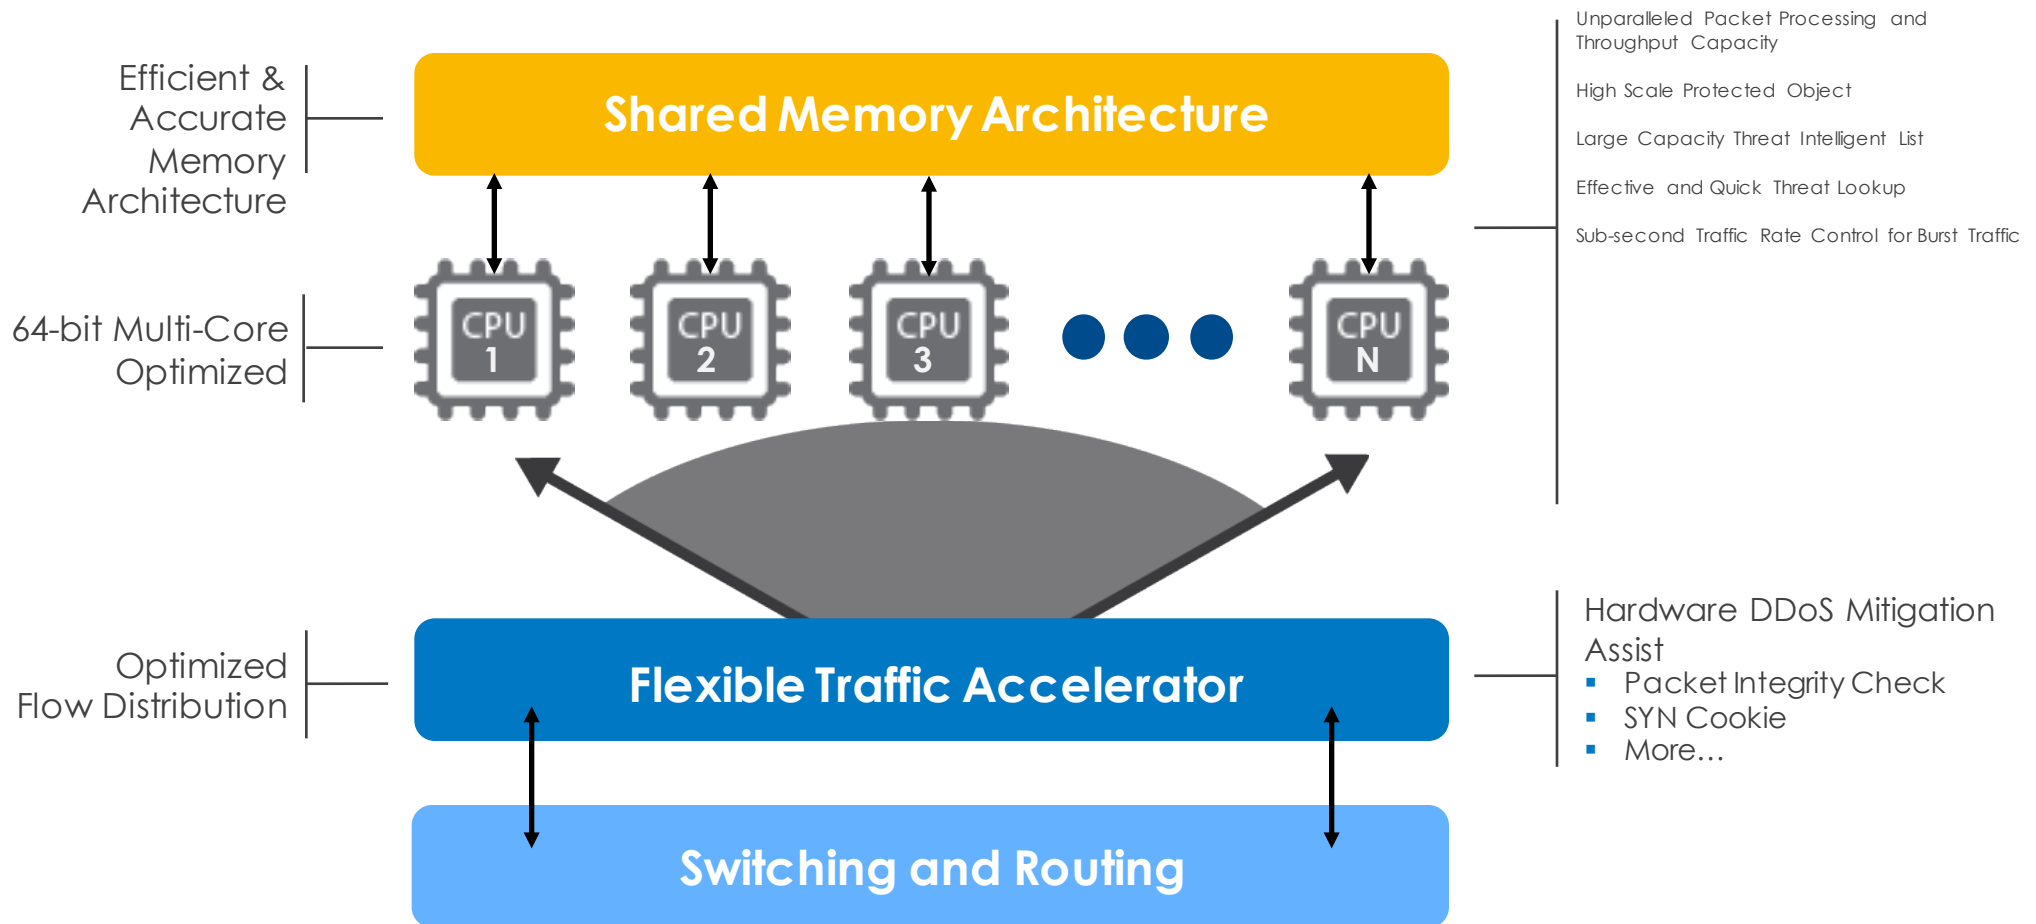 Efficient &
Accurate
Memory
Architecture
Shared Memory Architecture
Unparalleled Packet Processing and
Throughput Capacity
High Scale Protected Object
Large Capacity Threat Intelligent List
Effective and Quick Threat Lookup
Sub-second Traffic Rate Control for Burst Traffic
64-bit Multi-Core
Optimized
CPU
1
CPU
2
CPU
3
CPU
N
Optimized
Flow Distribution
Flexible Traffic Accelerator
Hardware DDoS Mitigation
Assist
▪ Packet Integrity Check
▪ SYN Cookie
▪ More…
Switching and Routing